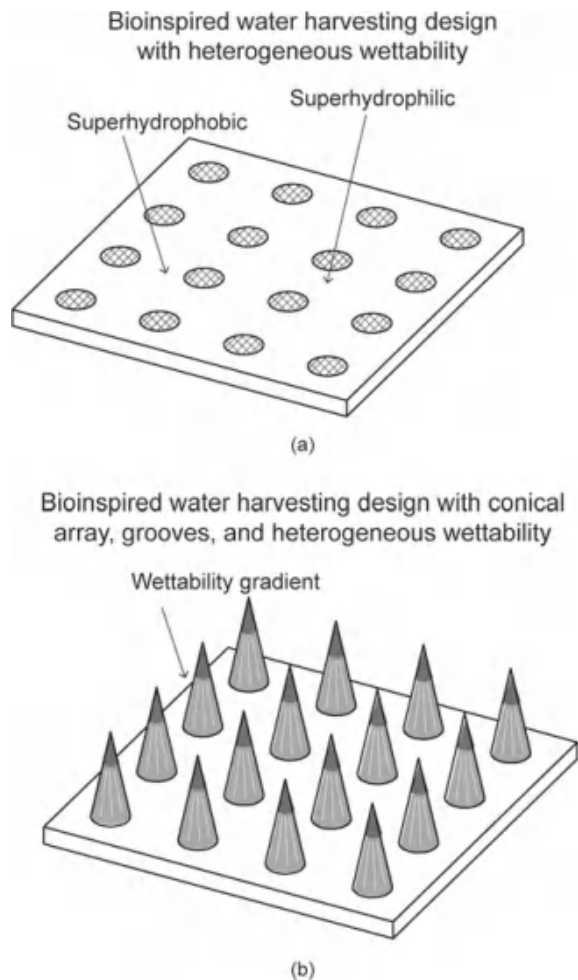 Bioinspired water harvesting design
with heterogeneous wettability
Superhydrophilic
Superhydrophobic
(a)
Bioinspired water harvesting design with conical
array, grooves, and heterogeneous wettability
Wettability gradient
(b)